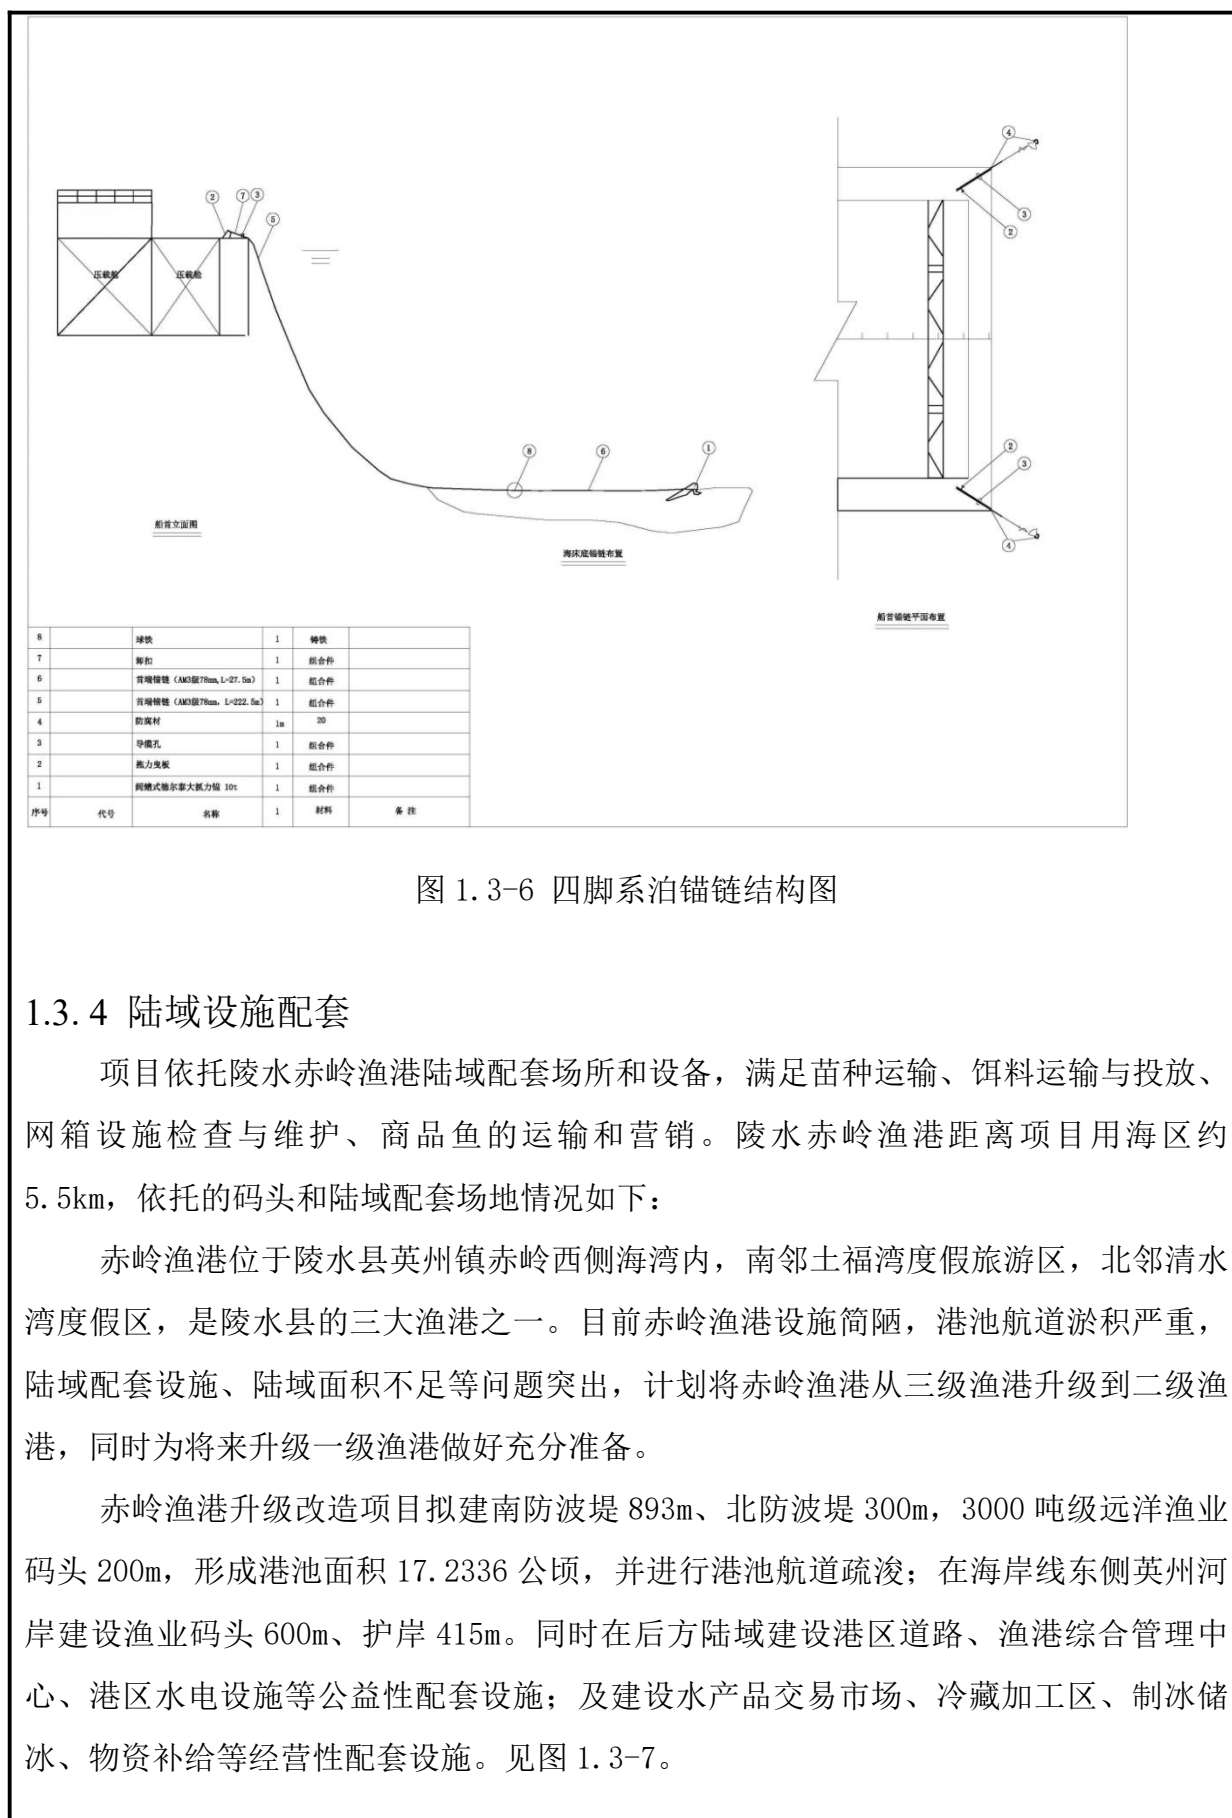 ② ⑦ ③
⑤
压载舱 压载舱
⑧ ⑥ ①
船首立面图
海床底锚链布置
④
③
②
②
③
④
船首锚链平面布置
8 球铁 1 铸铁
7 卸扣 1 组合件
6 首端锚链（AM3级78mm, L=27.5m） 1 组合件
5 首端锚链（AM3级78mm, L=222.5m） 1 组合件
4 防腐材 1m 20
3 导缆孔 1 组合件
2 拖力曳板 1 组合件
1 德尔泰大抓力锚 10t 1 组合件
序号 代号 名称 1 材料 备 注
图 1.3-6 四脚系泊锚链结构图
1.3.4 陆域设施配套
项目依托陵水赤岭渔港陆域配套场所和设备，满足苗种运输、饵料运输与投放、
网箱设施检查与维护、商品鱼的运输和营销。陵水赤岭渔港距离项目用海区约
5.5km，依托的码头和陆域配套场地情况如下：
赤岭渔港位于陵水县英州镇赤岭西侧海湾内，南邻土福湾度假旅游区，北邻清水
湾度假区，是陵水县的三大渔港之一。目前赤岭渔港设施简陋，港池航道淤积严重，
陆域配套设施、陆域面积不足等问题突出，计划将赤岭渔港从三级渔港升级到二级渔
港，同时为将来升级一级渔港做好充分准备。
赤岭渔港升级改造项目拟建南防波堤 893m、北防波堤 300m，3000 吨级远洋渔业
码头 200m，形成港池面积 17.2336 公顷，并进行港池航道疏浚；在海岸线东侧英州河
岸建设渔业码头 600m、护岸 415m。同时在后方陆域建设港区道路、渔港综合管理中
心、港区水电设施等公益性配套设施；及建设水产品交易市场、冷藏加工区、制冰储
冰、物资补给等经营性配套设施。见图 1.3-7。